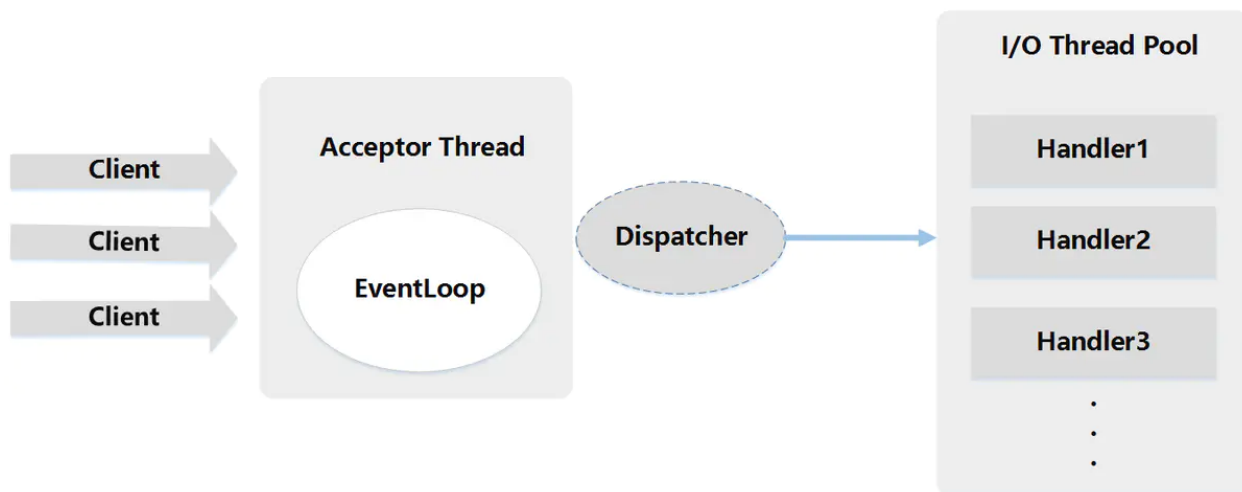 I/O Thread Pool
Client
Client
Client
Acceptor Thread
EventLoop
Dispatcher
Handler1
Handler2
Handler3
.
.
.